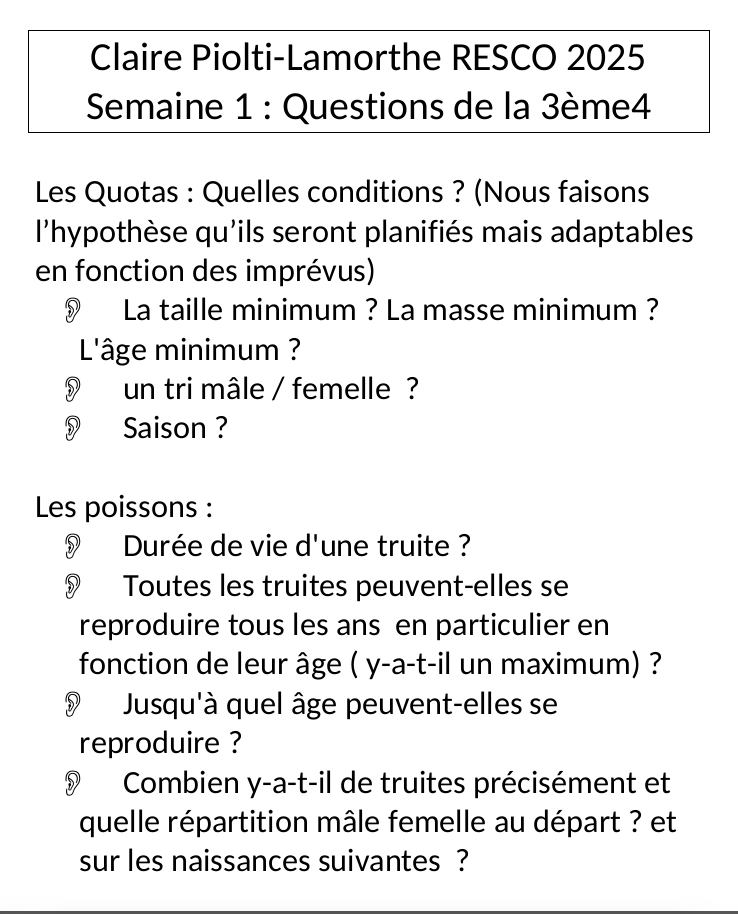 Claire Piolti-Lamorthe RESCO 2025
Semaine 1 : Questions de la 3ème4
Les Quotas : Quelles conditions ? (Nous faisons
l’hypothèse qu’ils seront planifiés mais adaptables
en fonction des imprévus)
La taille minimum ? La masse minimum ?
L'âge minimum ?
un tri mâle / femelle  ?
Saison ?
Les poissons :
Durée de vie d'une truite ?
Toutes les truites peuvent-elles se
reproduire tous les ans  en particulier en
fonction de leur âge ( y-a-t-il un maximum) ?
Jusqu'à quel âge peuvent-elles se
reproduire ?
Combien y-a-t-il de truites précisément et
quelle répartition mâle femelle au départ ? et
sur les naissances suivantes  ?